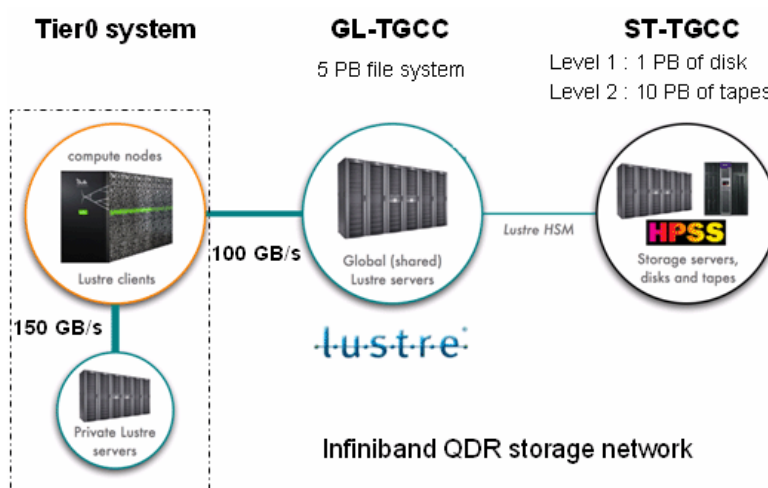 Tier0 system
GL-TGCC
ST-TGCC
5 PB file system
Level 1 : 1 PB of disk
Level 2 : 10 PB of tapes
compute nodes
Lustre clients
100 GB/s
Global (shared)
Lustre servers
Lustre HSM
HPSS
Storage servers,
disks and tapes
150 GB/s
Private Lustre
servers
lustre
Infiniband QDR storage network